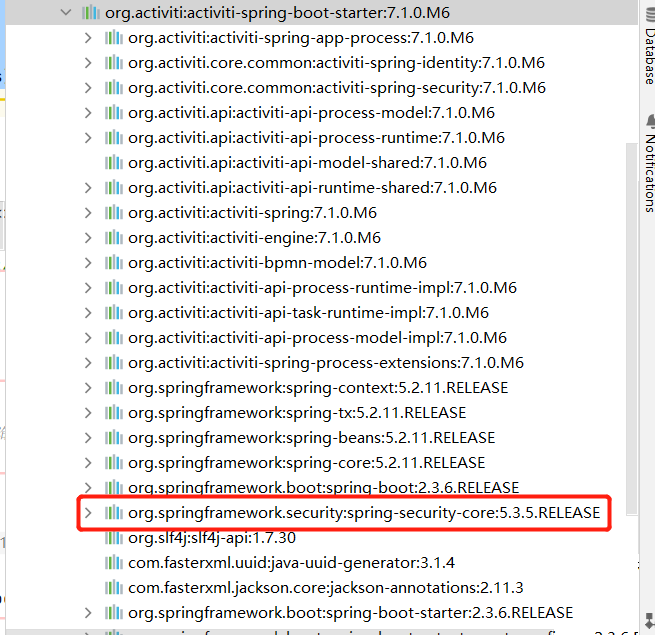 org.activiti:activiti-spring-boot-starter:7.1.0.M6
org.activiti:activiti-spring-app-process:7.1.0.M6
org.activiti.core.common:activiti-spring-identity:7.1.0.M6
org.activiti.core.common:activiti-spring-security:7.1.0.M6
org.activiti.api:activiti-api-process-model:7.1.0.M6
org.activiti.api:activiti-api-process-runtime:7.1.0.M6
org.activiti.api:activiti-api-model-shared:7.1.0.M6
org.activiti.api:activiti-api-runtime-shared:7.1.0.M6
org.activiti:activiti-spring:7.1.0.M6
org.activiti:activiti-engine:7.1.0.M6
org.activiti:activiti-bpmn-model:7.1.0.M6
org.activiti:activiti-api-process-runtime-impl:7.1.0.M6
org.activiti:activiti-api-task-runtime-impl:7.1.0.M6
org.activiti:activiti-api-process-model-impl:7.1.0.M6
org.activiti:activiti-spring-process-extensions:7.1.0.M6
org.springframework:spring-context:5.2.11.RELEASE
org.springframework:spring-tx:5.2.11.RELEASE
org.springframework:spring-beans:5.2.11.RELEASE
org.springframework:spring-core:5.2.11.RELEASE
org.springframework.boot:spring-boot:2.3.6.RELEASE
org.springframework.security:spring-security-core:5.3.5.RELEASE
org.slf4j:slf4j-api:1.7.30
com.fasterxml.uuid:java-uuid-generator:3.1.4
com.fasterxml.jackson.core:jackson-annotations:2.11.3
org.springframework.boot:spring-boot-starter:2.3.6.RELEASE
Database
Notifications